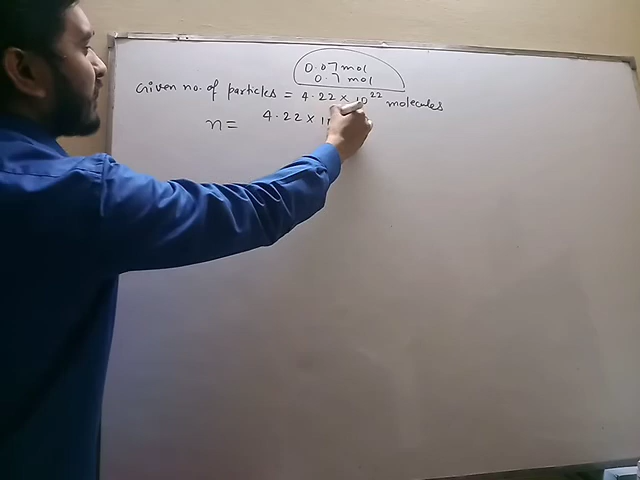 0.07 mol
0.7 mol
Given no. of particles = 4.22 × 10²² molecules
n = 4.22 × 1